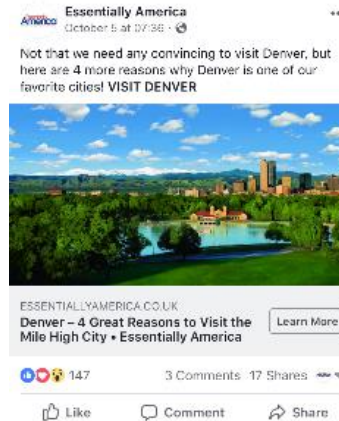 Essentially America
October 5 at 07:36 ·
Not that we need any convincing to visit Denver, but
here are 4 more reasons why Denver is one of our
favorite cities! VISIT DENVER
ESSENTIALLYAMERICA.CO.UK
Denver – 4 Great Reasons to Visit the
Mile High City • Essentially America
Learn More
147
3 Comments 17 Shares
Like Comment Share